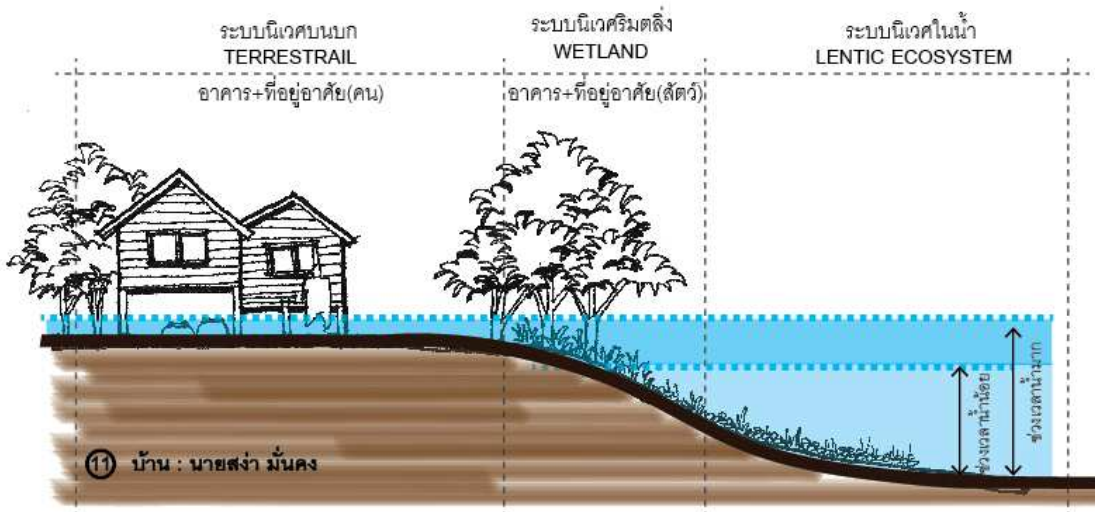 ระบบนิเวศบนบก
TERRESTRAIL
ระบบนิเวศริมตลิ่ง
WETLAND
ระบบนิเวศในน้ำ
LENTIC ECOSYSTEM
อาคาร+ที่อยู่อาศัย(คน)
อาคาร+ที่อยู่อาศัย(สัตว์)
ช่วงเวลาน้ำน้อย
ช่วงเวลาน้ำมาก
11 บ้าน : นายสง่า มั่นคง